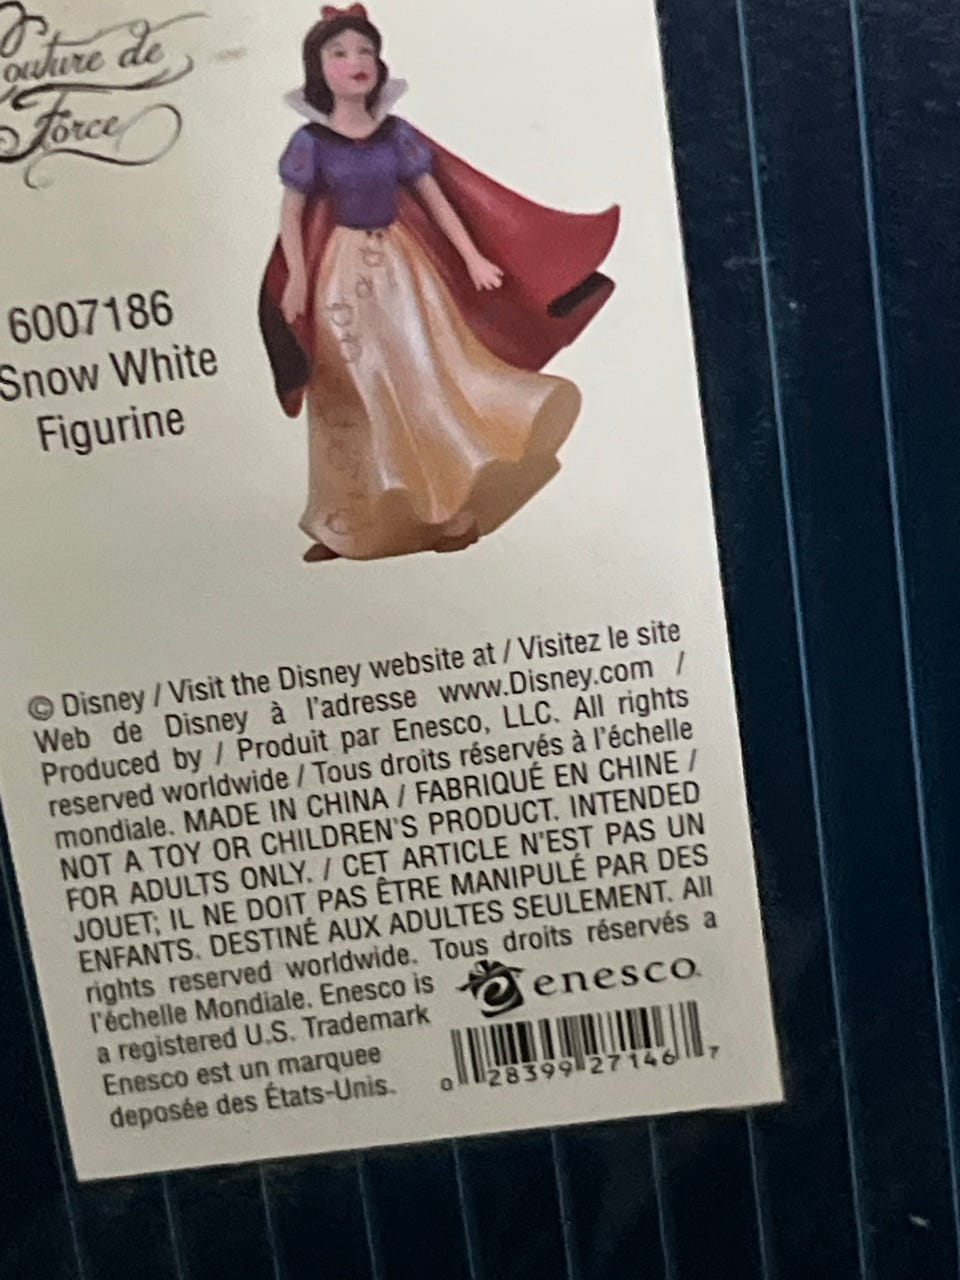 outure de
Force
6007186
Snow White
Figurine
© Disney / Visit the Disney website at / Visitez le site
Web de Disney à l'adresse www.Disney.com /
Produced by / Produit par Enesco, LLC. All rights
reserved worldwide / Tous droits réservés à l'échelle
mondiale. MADE IN CHINA / FABRIQUÉ EN CHINE /
NOT A TOY OR CHILDREN'S PRODUCT. INTENDED
FOR ADULTS ONLY. / CET ARTICLE N'EST PAS UN
JOUET; IL NE DOIT PAS ÊTRE MANIPULÉ PAR DES
ENFANTS. DESTINÉ AUX ADULTES SEULEMENT. All
rights reserved worldwide. Tous droits réservés a
l'échelle Mondiale. Enesco is
a registered U.S. Trademark
Enesco est un marquee
deposée des États-Unis.
enesco.
0 28399 27146 7